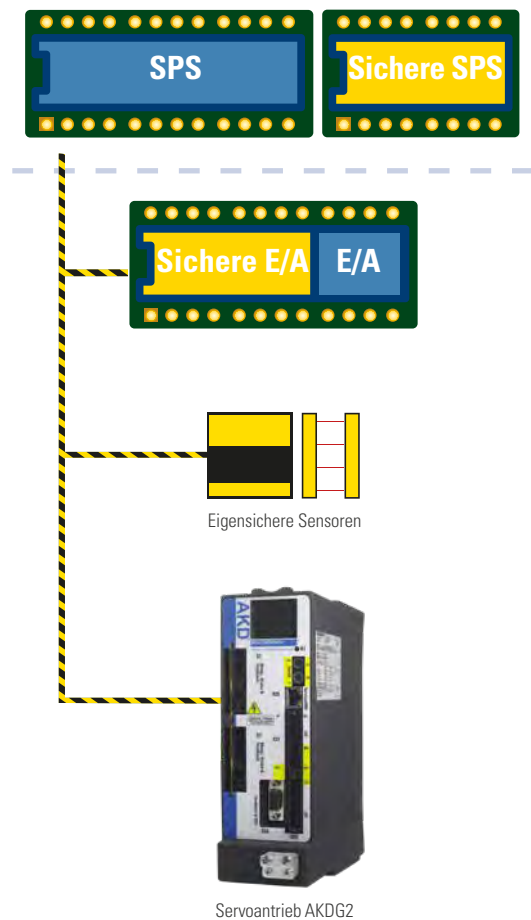 SPS
Sichere SPS
Sichere E/A
E/A
Eigensichere Sensoren
AKD
Servoantrieb AKDG2